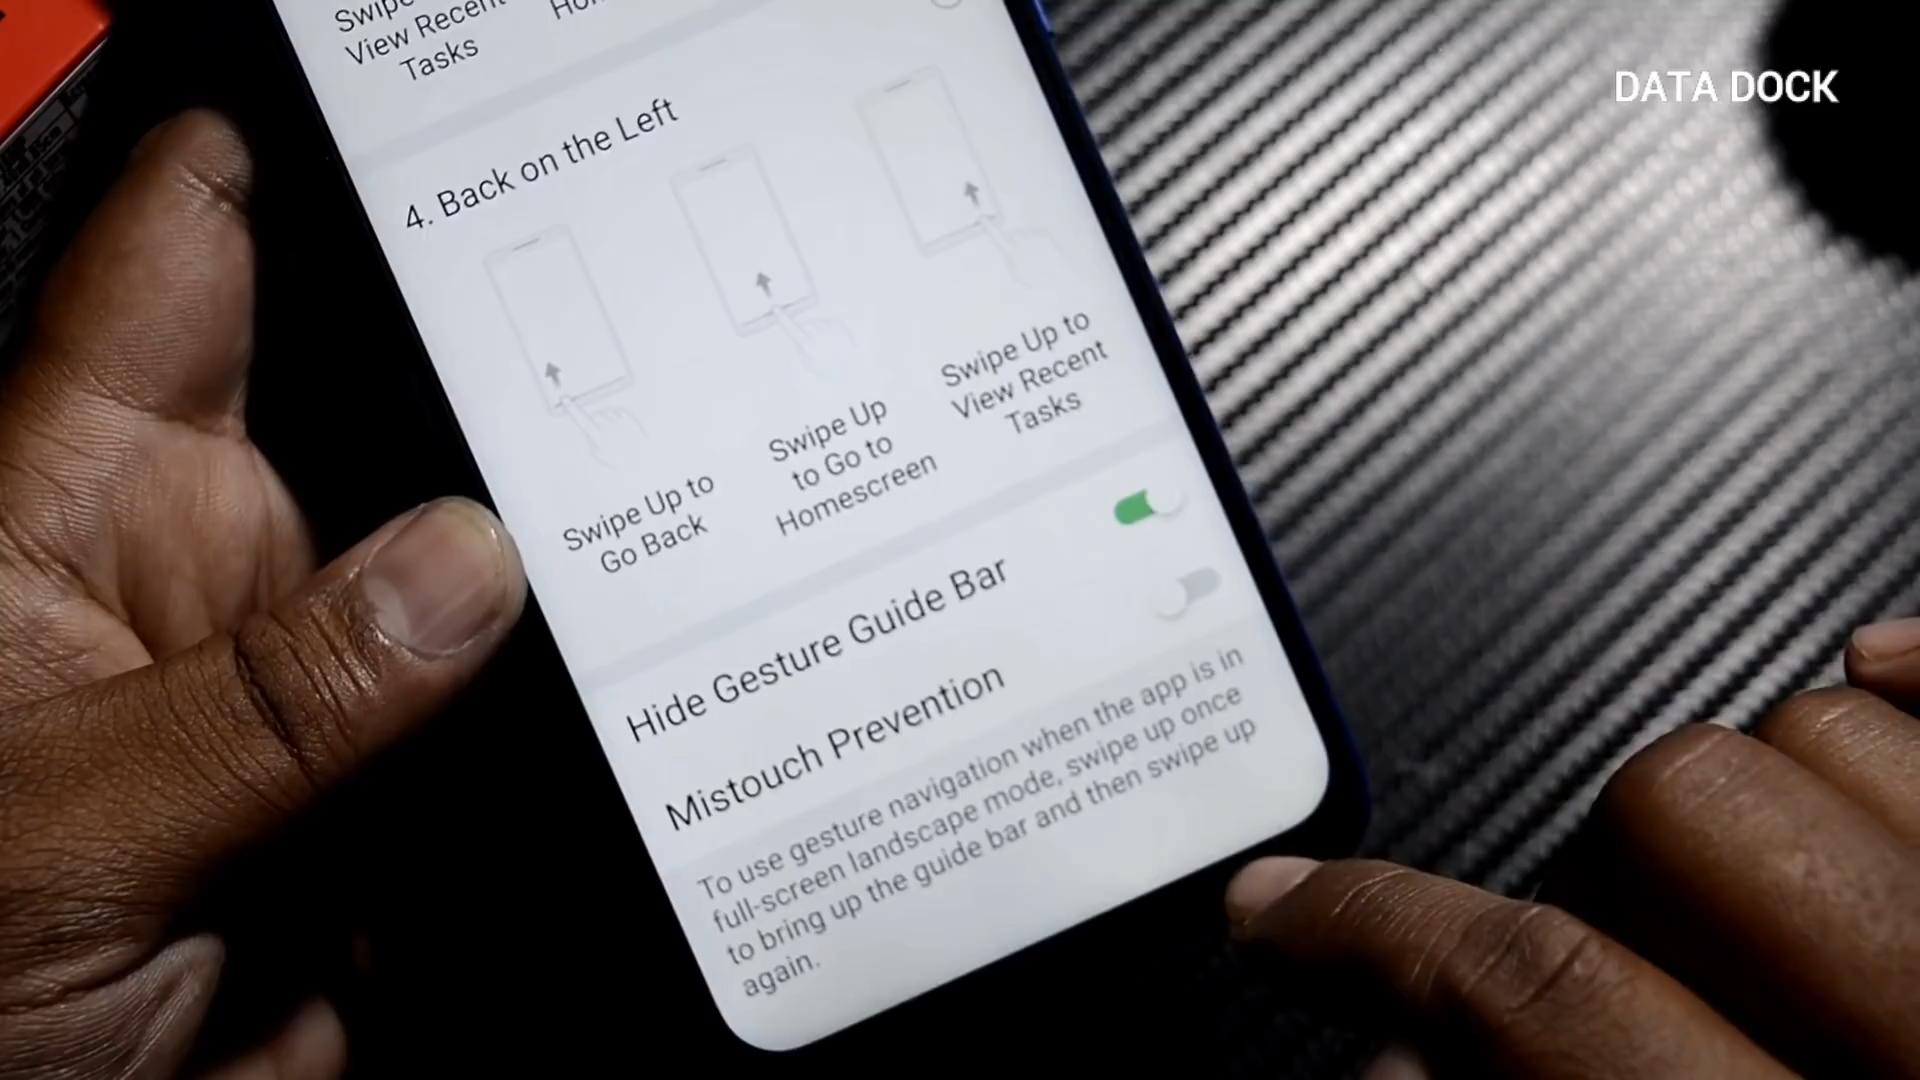 DATA DOCK
Swipe
View Recent
Tasks
4. Back on the Left
Swipe Up to
Go Back
Swipe Up
to Go to
Homescreen
Swipe Up to
View Recent
Tasks
Hide Gesture Guide Bar
Mistouch Prevention
To use gesture navigation when the app is in
full-screen landscape mode, swipe up once
to bring up the guide bar and then swipe up
again.